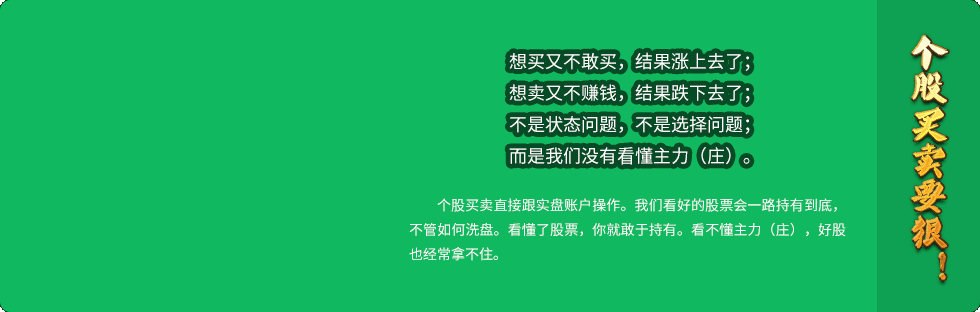 想买又不敢买，结果涨上去了；
想卖又不赚钱，结果跌下去了；
不是状态问题，不是选择问题；
而是我们没有看懂主力（庄）。
个股买卖直接跟实盘账户操作。我们看好的股票会一路持有到底，
不管如何洗盘。看懂了股票，你就敢于持有。看不懂主力（庄），好股
也经常拿不住。
个股买卖要狠！